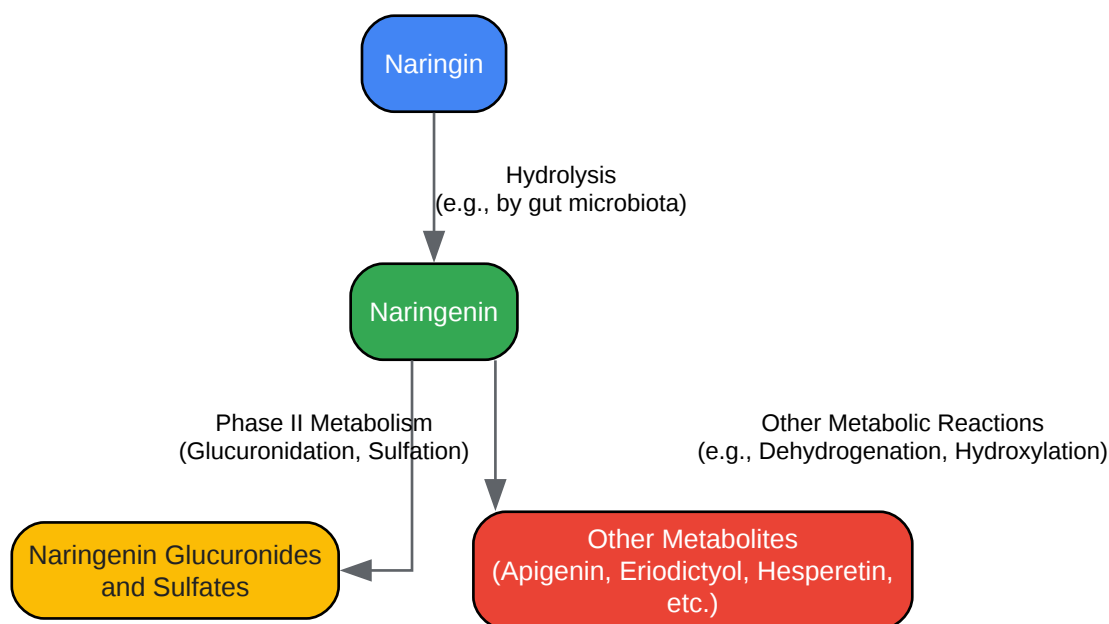 Naringin
Hydrolysis
(e.g., by gut microbiota)
Naringenin
Phase II Metabolism
(Glucuronidation, Sulfation)
Other Metabolic Reactions
(e.g., Dehydrogenation, Hydroxylation)
Naringenin Glucuronides
and Sulfates
Other Metabolites
(Apigenin, Eriodictyol, Hesperetin,
etc.)